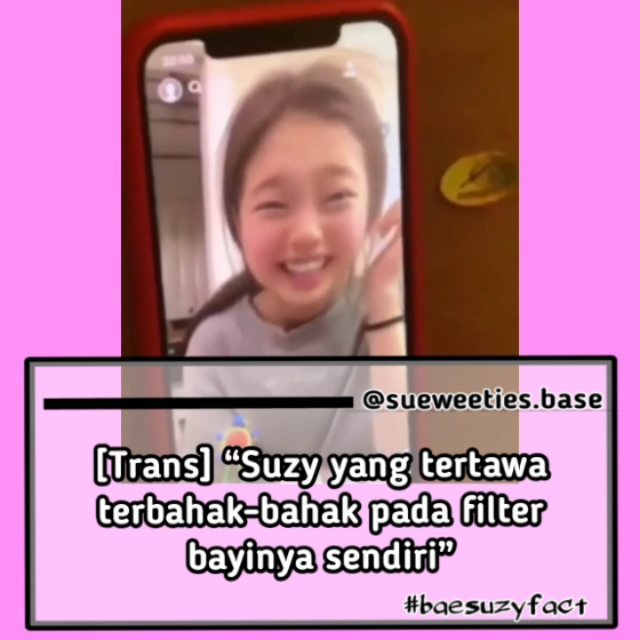 @sueweeties.base
[Trans] “Suzy yang tertawa
terbahak-bahak pada filter
bayinya sendiri”
#baesuzyfact